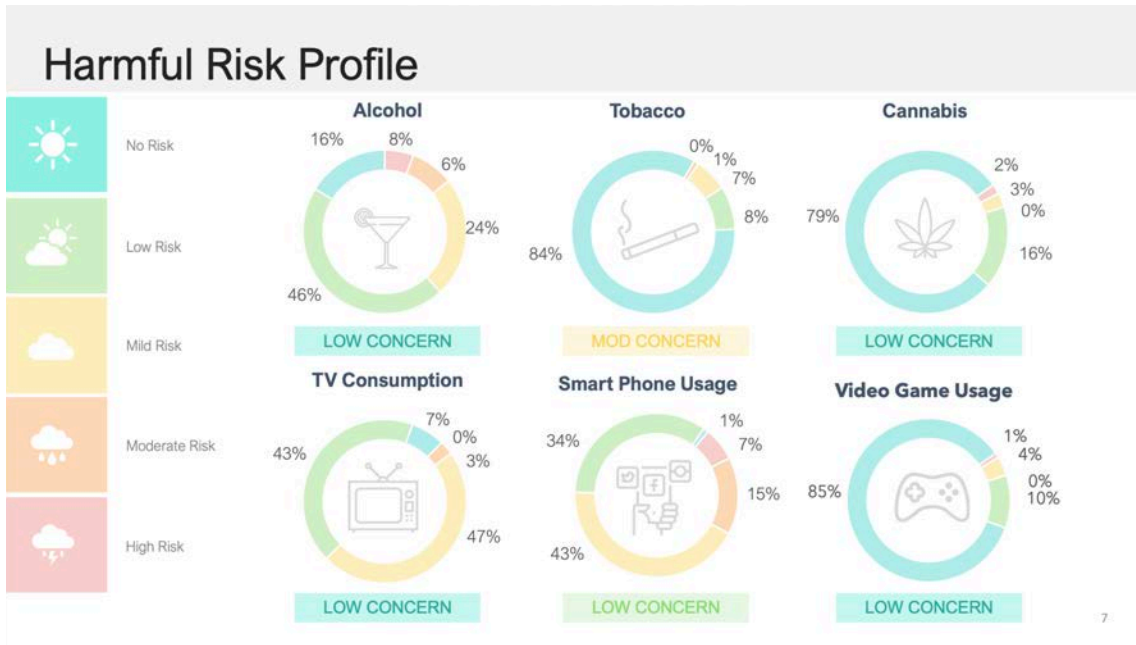 Harmful Risk Profile
No Risk
Low Risk
Mild Risk
Moderate Risk
High Risk
Alcohol
16%
8%
6%
24%
46%
LOW CONCERN
Tobacco
0%
1%
7%
8%
84%
MOD CONCERN
Cannabis
2%
3%
0%
16%
79%
LOW CONCERN
TV Consumption
7%
0%
3%
43%
47%
LOW CONCERN
Smart Phone Usage
1%
7%
34%
15%
43%
LOW CONCERN
Video Game Usage
1%
4%
0%
10%
85%
LOW CONCERN
7